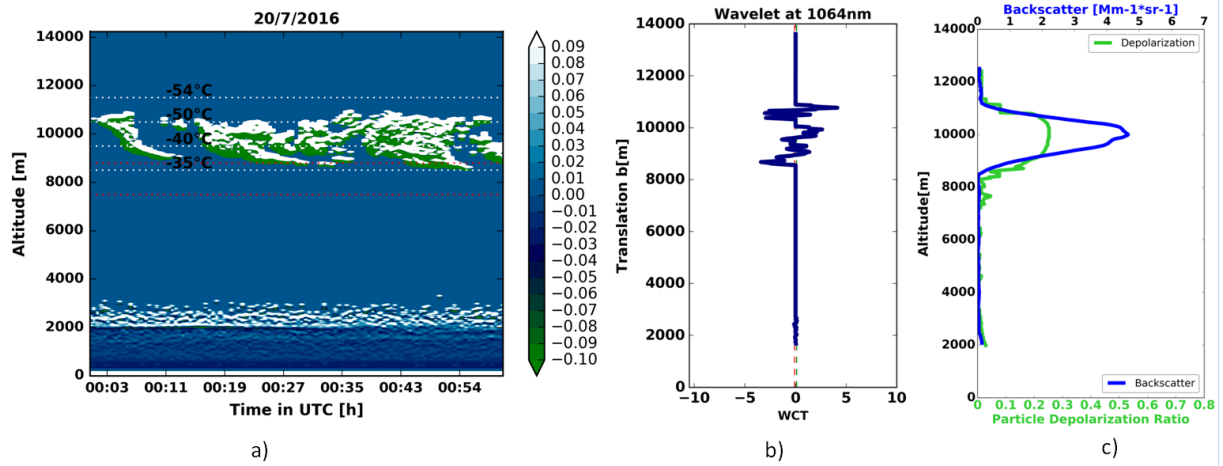 20/7/2016
Altitude [m]
14000
12000
10000
8000
6000
4000
2000
0
-54°C
-50°C
-40°C
-35°C
00:03 00:11 00:19 00:27 00:35 00:43 00:54
Time in UTC [h]
0.09
0.08
0.07
0.06
0.05
0.04
0.03
0.02
0.01
0.00
−0.01
−0.02
−0.03
−0.04
−0.05
−0.06
−0.07
−0.08
−0.09
−0.10
a)
Wavelet at 1064nm
Translation b[m]
14000
12000
10000
8000
6000
4000
2000
0
−10 −5 0 5 10
WCT
b)
Backscatter [Mm-1*sr-1]
0 1 2 3 4 5 6 7
Depolarization
Altitude[m]
14000
12000
10000
8000
6000
4000
2000
0
Backscatter
0 0.1 0.2 0.3 0.4 0.5 0.6 0.7 0.8
Particle Depolarization Ratio
c)